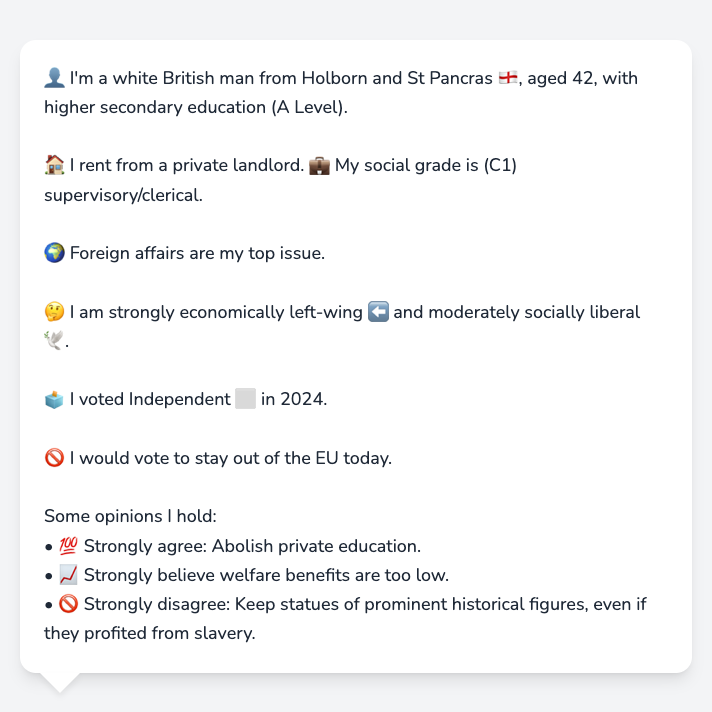 👤 I'm a white British man from Holborn and St Pancras 🏴󠁧󠁢󠁥󠁮󠁧󠁿, aged 42, with
higher secondary education (A Level).
🏠 I rent from a private landlord. 💼 My social grade is (C1)
supervisory/clerical.
🌍 Foreign affairs are my top issue.
🤔 I am strongly economically left-wing ⬅️ and moderately socially liberal
🕊️.
🗳️ I voted Independent ⬜ in 2024.
🚫 I would vote to stay out of the EU today.
Some opinions I hold:
• 💯 Strongly agree: Abolish private education.
• 📈 Strongly believe welfare benefits are too low.
• 🚫 Strongly disagree: Keep statues of prominent historical figures, even if
they profited from slavery.